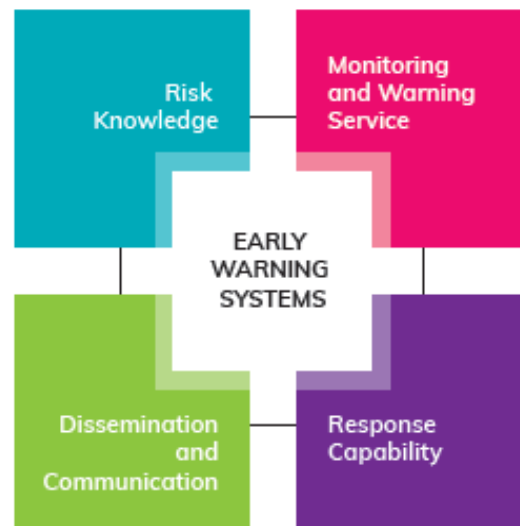 Risk
Knowledge
Monitoring
and Warning
Service
EARLY
WARNING
SYSTEMS
Dissemination
and
Communication
Response
Capability